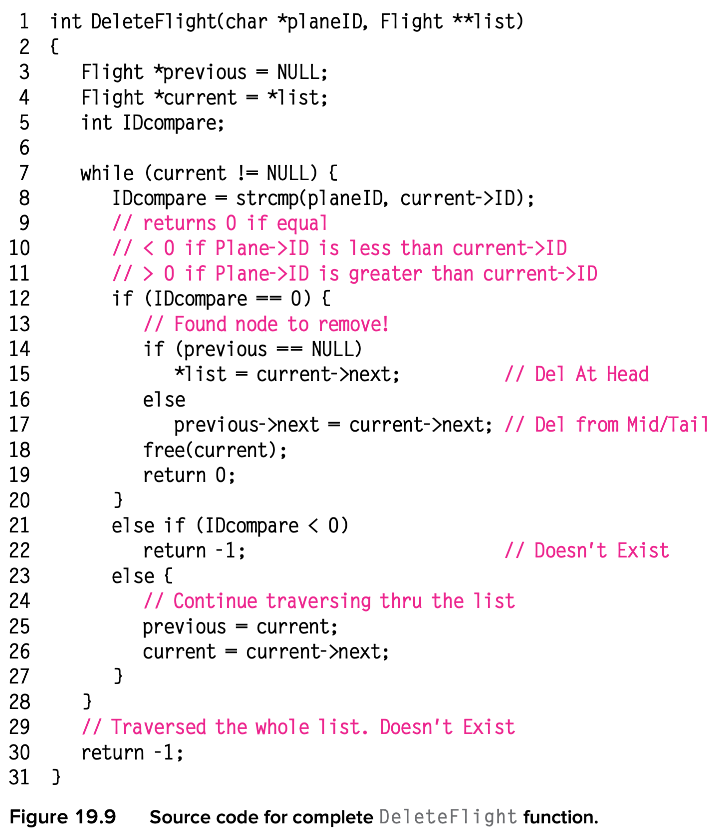 1 int DeleteFlight(char *planeID, Flight **list)
2 {
3    Flight *previous = NULL;
4    Flight *current = *list;
5    int IDcompare;
6
7    while (current != NULL) {
8       IDcompare = strcmp(planeID, current->ID);
9       // returns 0 if equal
10       // < 0 if Plane->ID is less than current->ID
11       // > 0 if Plane->ID is greater than current->ID
12       if (IDcompare == 0) {
13          // Found node to remove!
14          if (previous == NULL)
15             *list = current->next;          // Del At Head
16          else
17             previous->next = current->next; // Del from Mid/Tail
18          free(current);
19          return 0;
20       }
21       else if (IDcompare < 0)
22          return -1;                         // Doesn't Exist
23       else {
24          // Continue traversing thru the list
25          previous = current;
26          current = current->next;
27       }
28    }
29    // Traversed the whole list. Doesn't Exist
30    return -1;
31 }
Figure 19.9 Source code for complete DeleteFlight function.